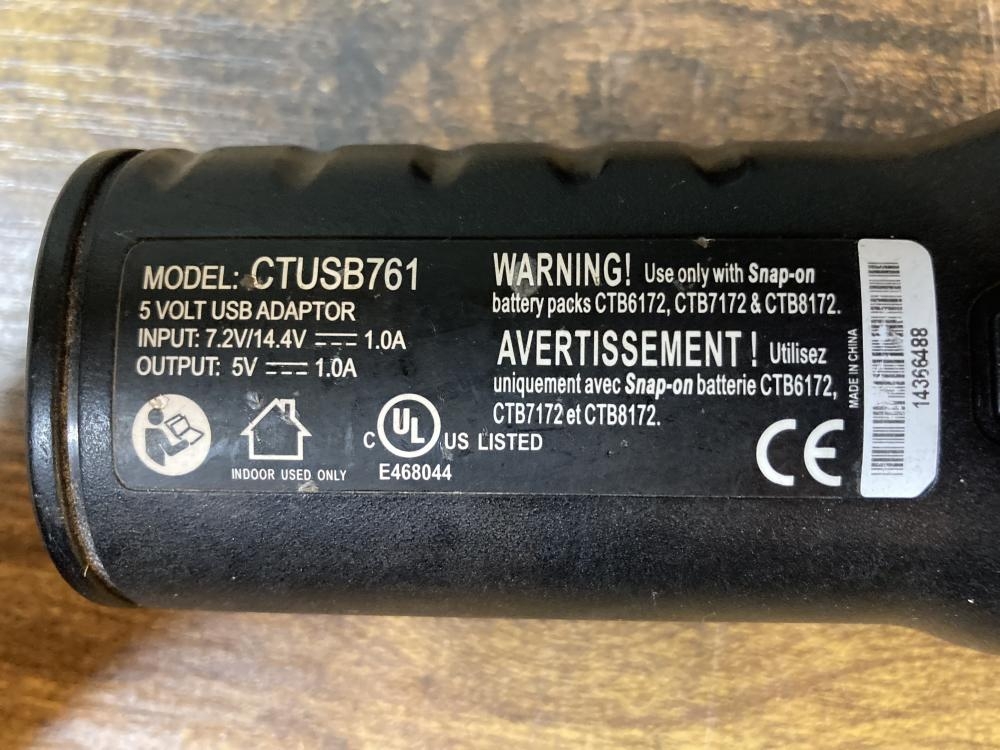 MODEL: CTUSB761
5 VOLT USB ADAPTOR
INPUT: 7.2V/14.4V ⎓ 1.0A
OUTPUT: 5V ⎓ 1.0A
INDOOR USED ONLY
C UL US LISTED
E468044
WARNING! Use only with Snap-on
battery packs CTB6172, CTB7172 & CTB8172.
AVERTISSEMENT ! Utilisez
uniquement avec Snap-on batterie CTB6172,
CTB7172 et CTB8172.
CE
MADE IN CHINA
14366488